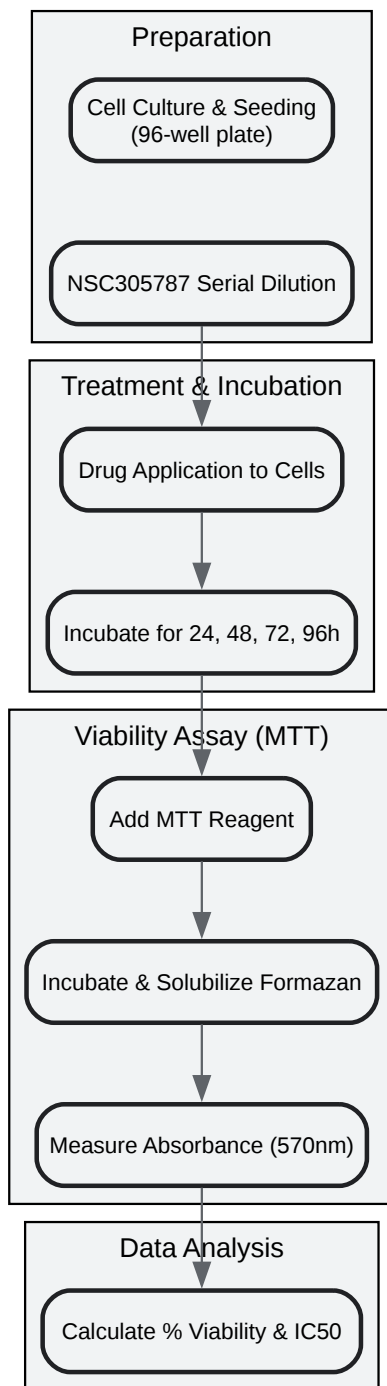 Preparation
Cell Culture & Seeding
(96-well plate)
NSC305787 Serial Dilution
Treatment & Incubation
Drug Application to Cells
Incubate for 24, 48, 72, 96h
Viability Assay (MTT)
Add MTT Reagent
Incubate & Solubilize Formazan
Measure Absorbance (570nm)
Data Analysis
Calculate % Viability & IC50